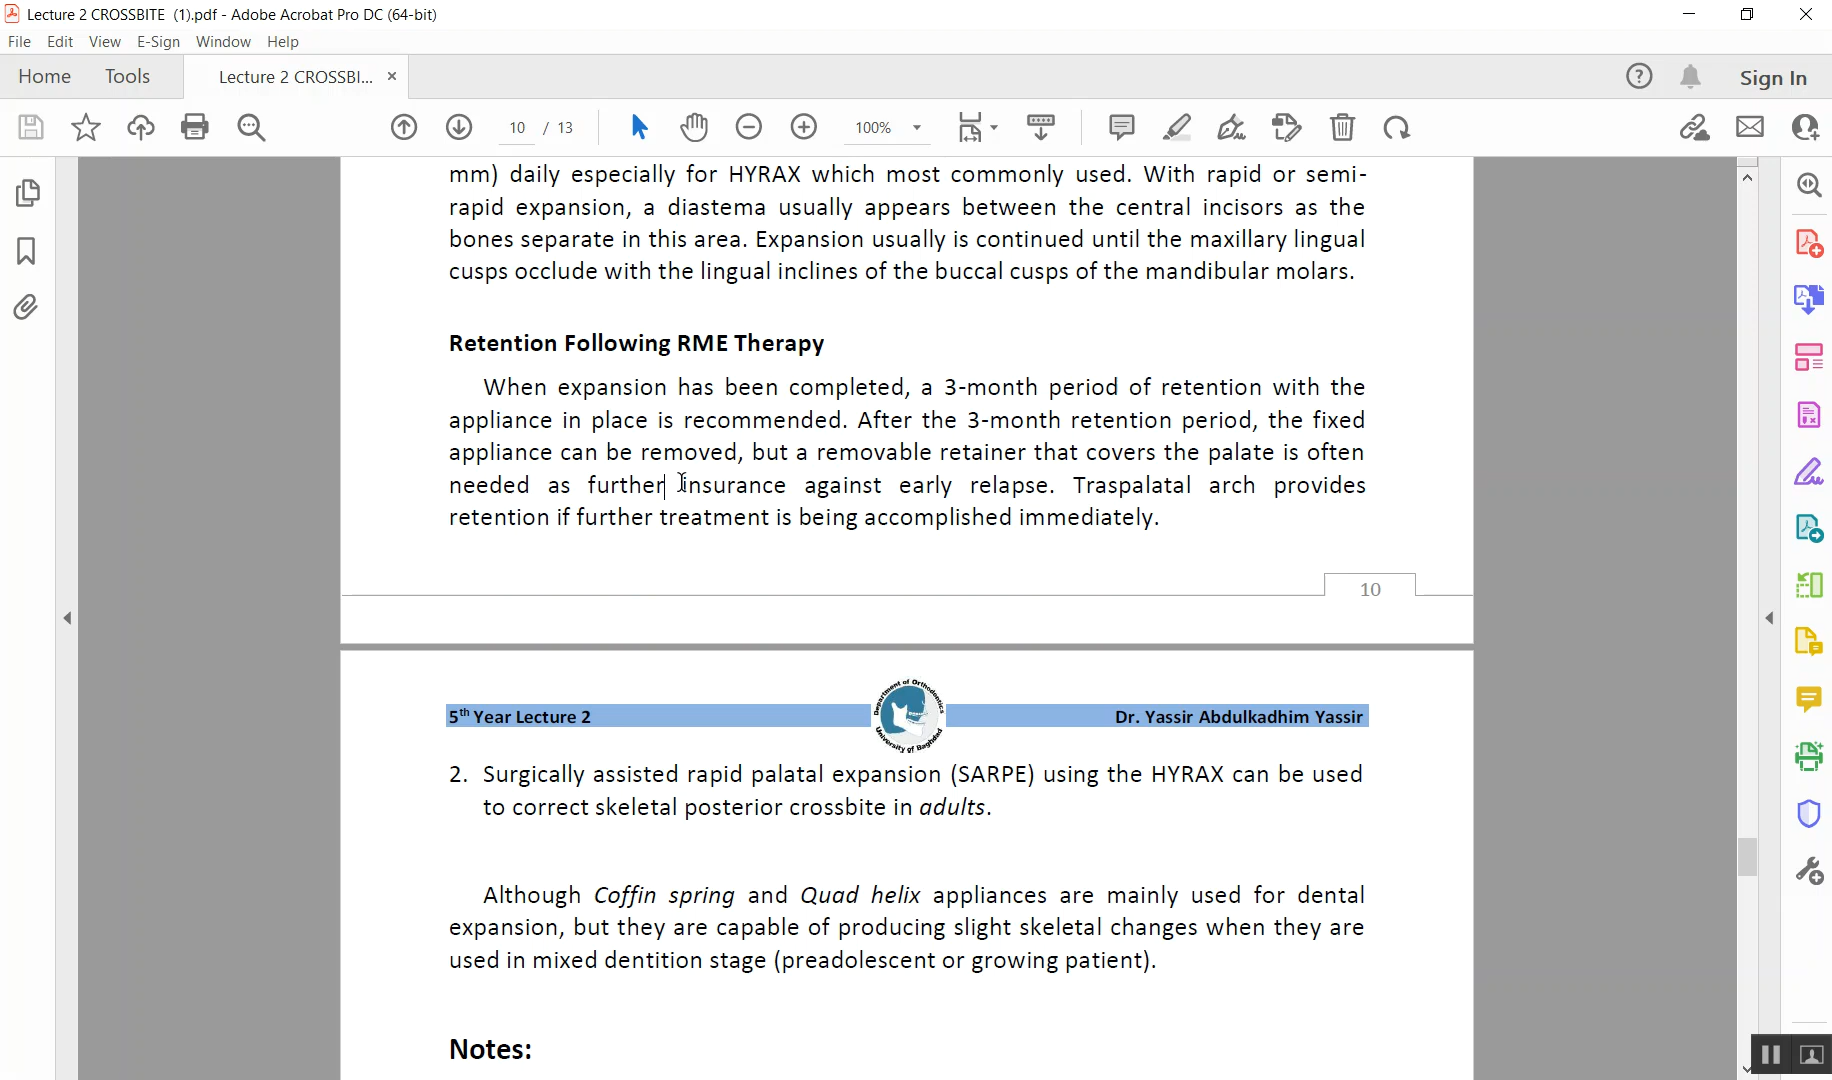 Lecture 2 CROSSBITE (1).pdf - Adobe Acrobat Pro DC (64-bit)
File Edit View E-Sign Window Help
Home Tools Lecture 2 CROSSBI... × Sign In
10 / 13 100%
mm) daily especially for HYRAX which most commonly used. With rapid or semi-
rapid expansion, a diastema usually appears between the central incisors as the
bones separate in this area. Expansion usually is continued until the maxillary lingual
cusps occlude with the lingual inclines of the buccal cusps of the mandibular molars.
Retention Following RME Therapy
When expansion has been completed, a 3-month period of retention with the
appliance in place is recommended. After the 3-month retention period, the fixed
appliance can be removed, but a removable retainer that covers the palate is often
needed as further insurance against early relapse. Traspalatal arch provides
retention if further treatment is being accomplished immediately.
10
5th Year Lecture 2
Department of Orthodontics
University of Baghdad
Dr. Yassir Abdulkadhim Yassir
2. Surgically assisted rapid palatal expansion (SARPE) using the HYRAX can be used
to correct skeletal posterior crossbite in adults.
Although Coffin spring and Quad helix appliances are mainly used for dental
expansion, but they are capable of producing slight skeletal changes when they are
used in mixed dentition stage (preadolescent or growing patient).
Notes: